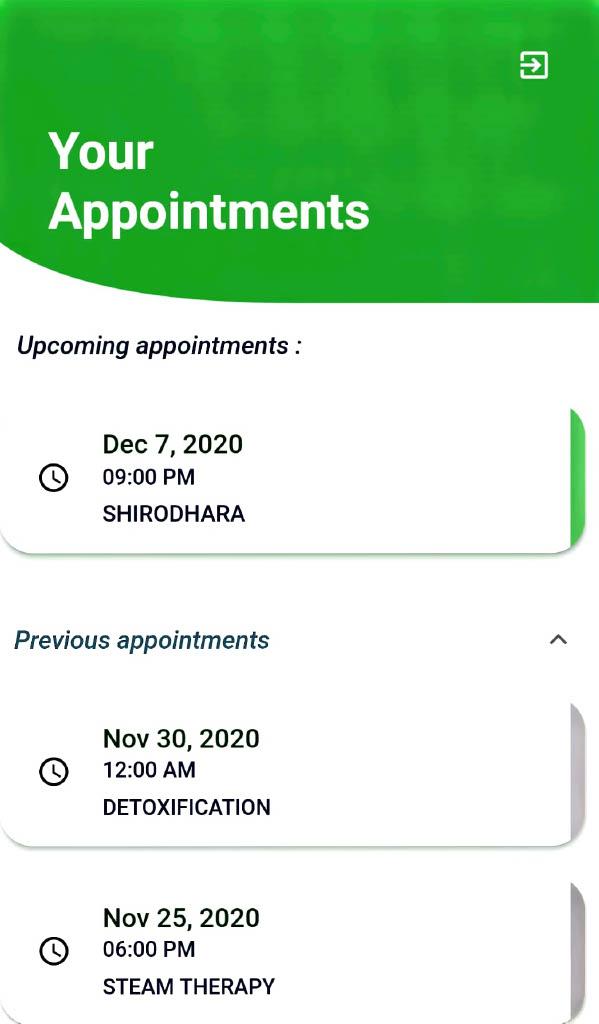 Your
Appointments
Upcoming appointments :
Dec 7, 2020
09:00 PM
SHIRODHARA
Previous appointments
Nov 30, 2020
12:00 AM
DETOXIFICATION
Nov 25, 2020
06:00 PM
STEAM THERAPY